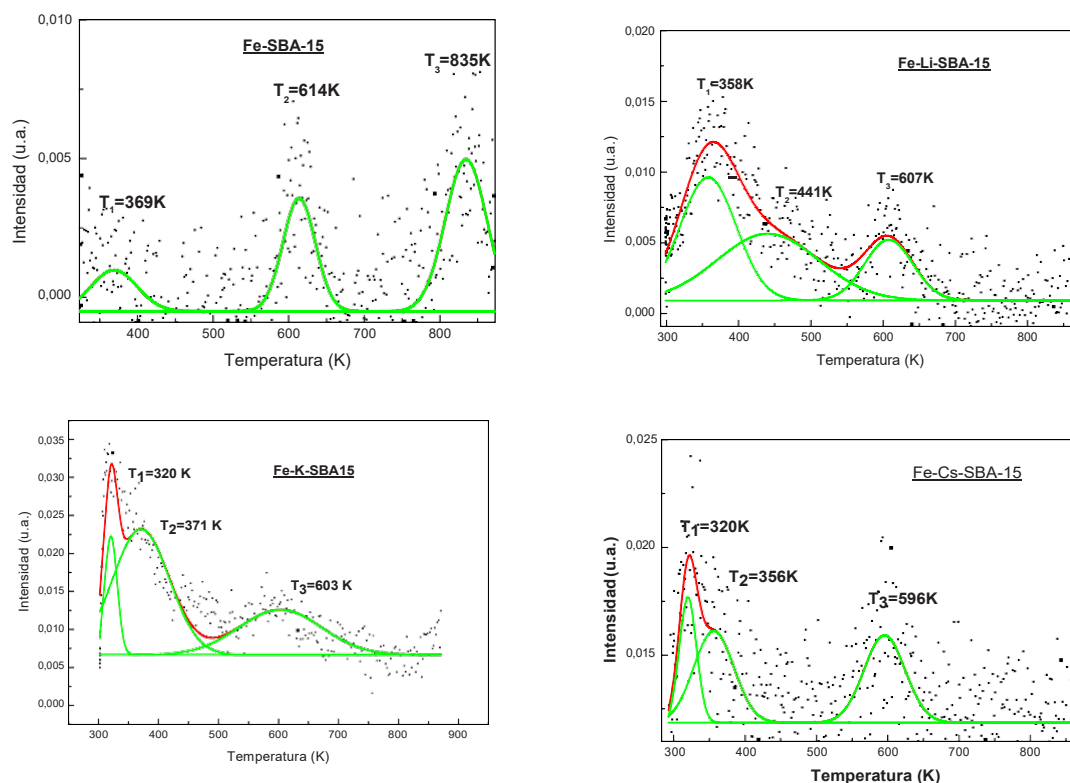 Fe-SBA-15
T1=369K
T2=614K
T3=835K
0,010
0,005
0,000
Intensidad (u.a.)
400
500
600
700
800
Temperatura (K)
Fe-Li-SBA-15
T1=358K
T2=441K
T3=607K
0,020
0,015
0,010
0,005
0,000
Intensidad (u.a.)
300
400
500
600
700
800
Temperatura (K)
Fe-K-SBA15
T1=320 K
T2=371 K
T3=603 K
0,035
0,030
0,025
0,020
0,015
0,010
0,005
0,000
Intensidad (u.a.)
300
400
500
600
700
800
900
Temperatura (K)
Fe-Cs-SBA-15
T1=320K
T2=356K
T3=596K
0,025
0,020
0,015
Intensidad (u.a.)
300
400
500
600
700
800
Temperatura (K)